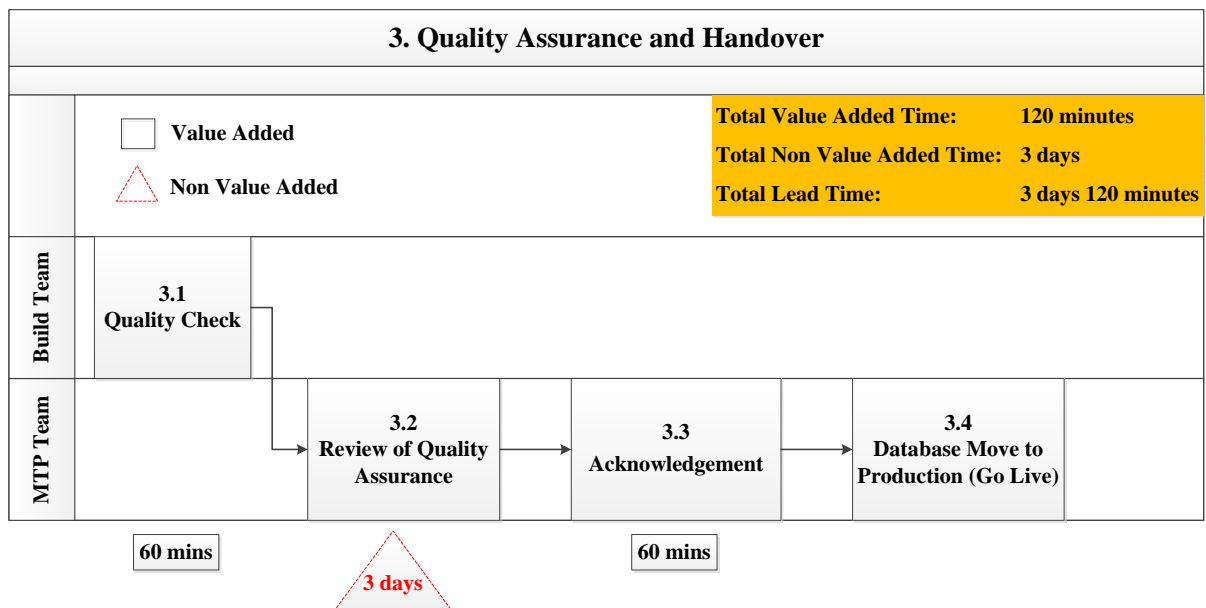 3. Quality Assurance and Handover
Value Added
Non Value Added
Total Value Added Time: 120 minutes
Total Non Value Added Time: 3 days
Total Lead Time: 3 days 120 minutes
Build Team
3.1
Quality Check
MTP Team
3.2
Review of Quality
Assurance
3.3
Acknowledgement
3.4
Database Move to
Production (Go Live)
60 mins
3 days
60 mins